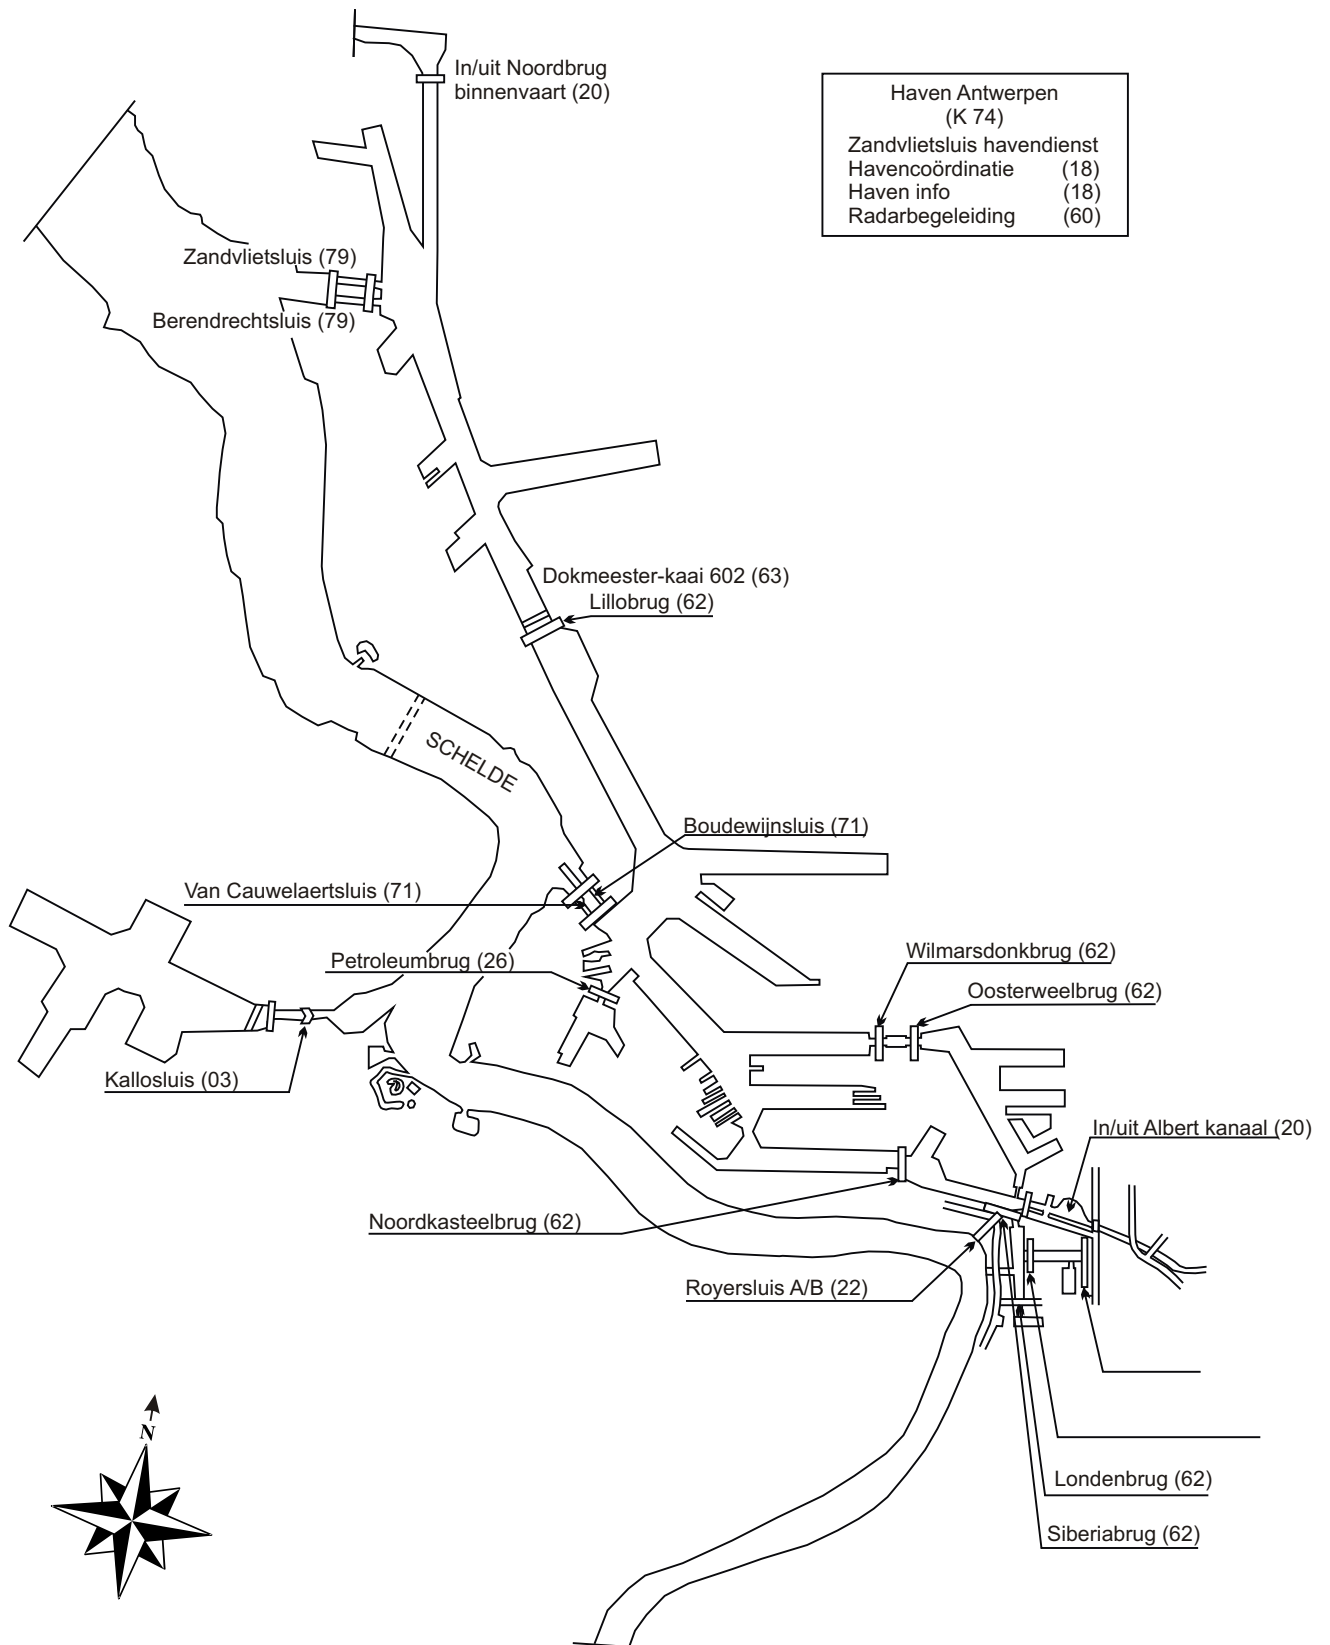 In/uit Noordbrug
binnenvaart (20)
Haven Antwerpen
(K 74)
Zandvlietsluis havendienst
Havencoördinatie (18)
Haven info (18)
Radarbegeleiding (60)
Zandvlietsluis (79)
Berendrechtsluis (79)
Dokmeester-kaai 602 (63)
Lillobrug (62)
SCHELDE
Boudewijnsluis (71)
Van Cauwelaertsluis (71)
Petroleumbrug (26)
Wilmarsdonkbrug (62)
Oosterweelbrug (62)
Kallosluis (03)
In/uit Albert kanaal (20)
Noordkasteelbrug (62)
Royersluis A/B (22)
N
Londenbrug (62)
Siberiabrug (62)